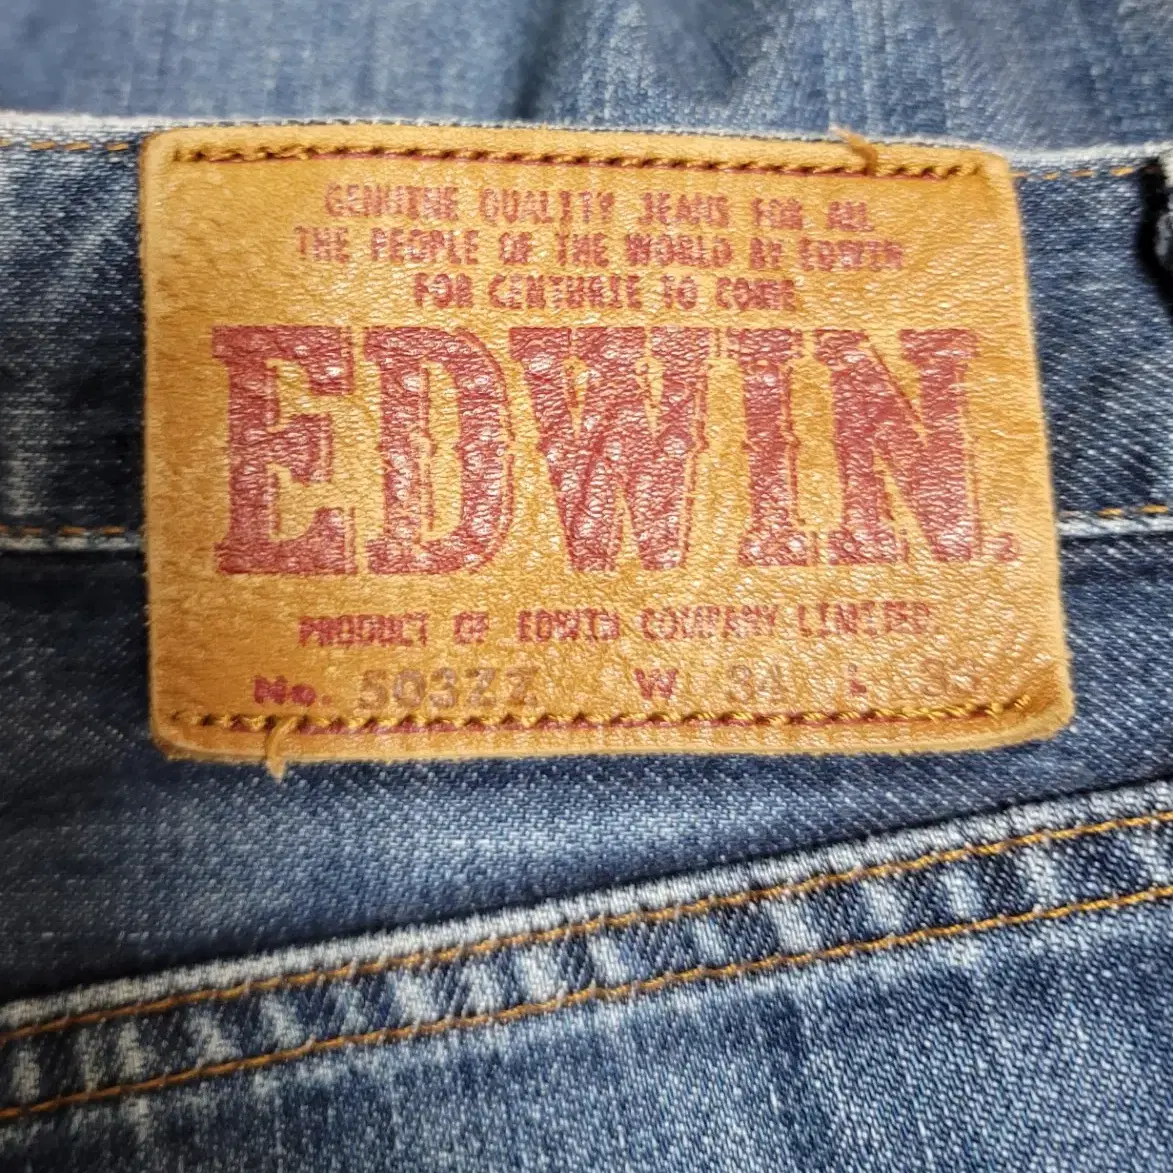 GENUINE QUALITY JEANS FOR ALL
THE PEOPLE OF THE WORLD BY EDWIN
FOR CENTURIE TO COME
EDWIN
PRODUCT OF EDWIN COMPANY LIMITED
No. 503ZZ W 34 L 33